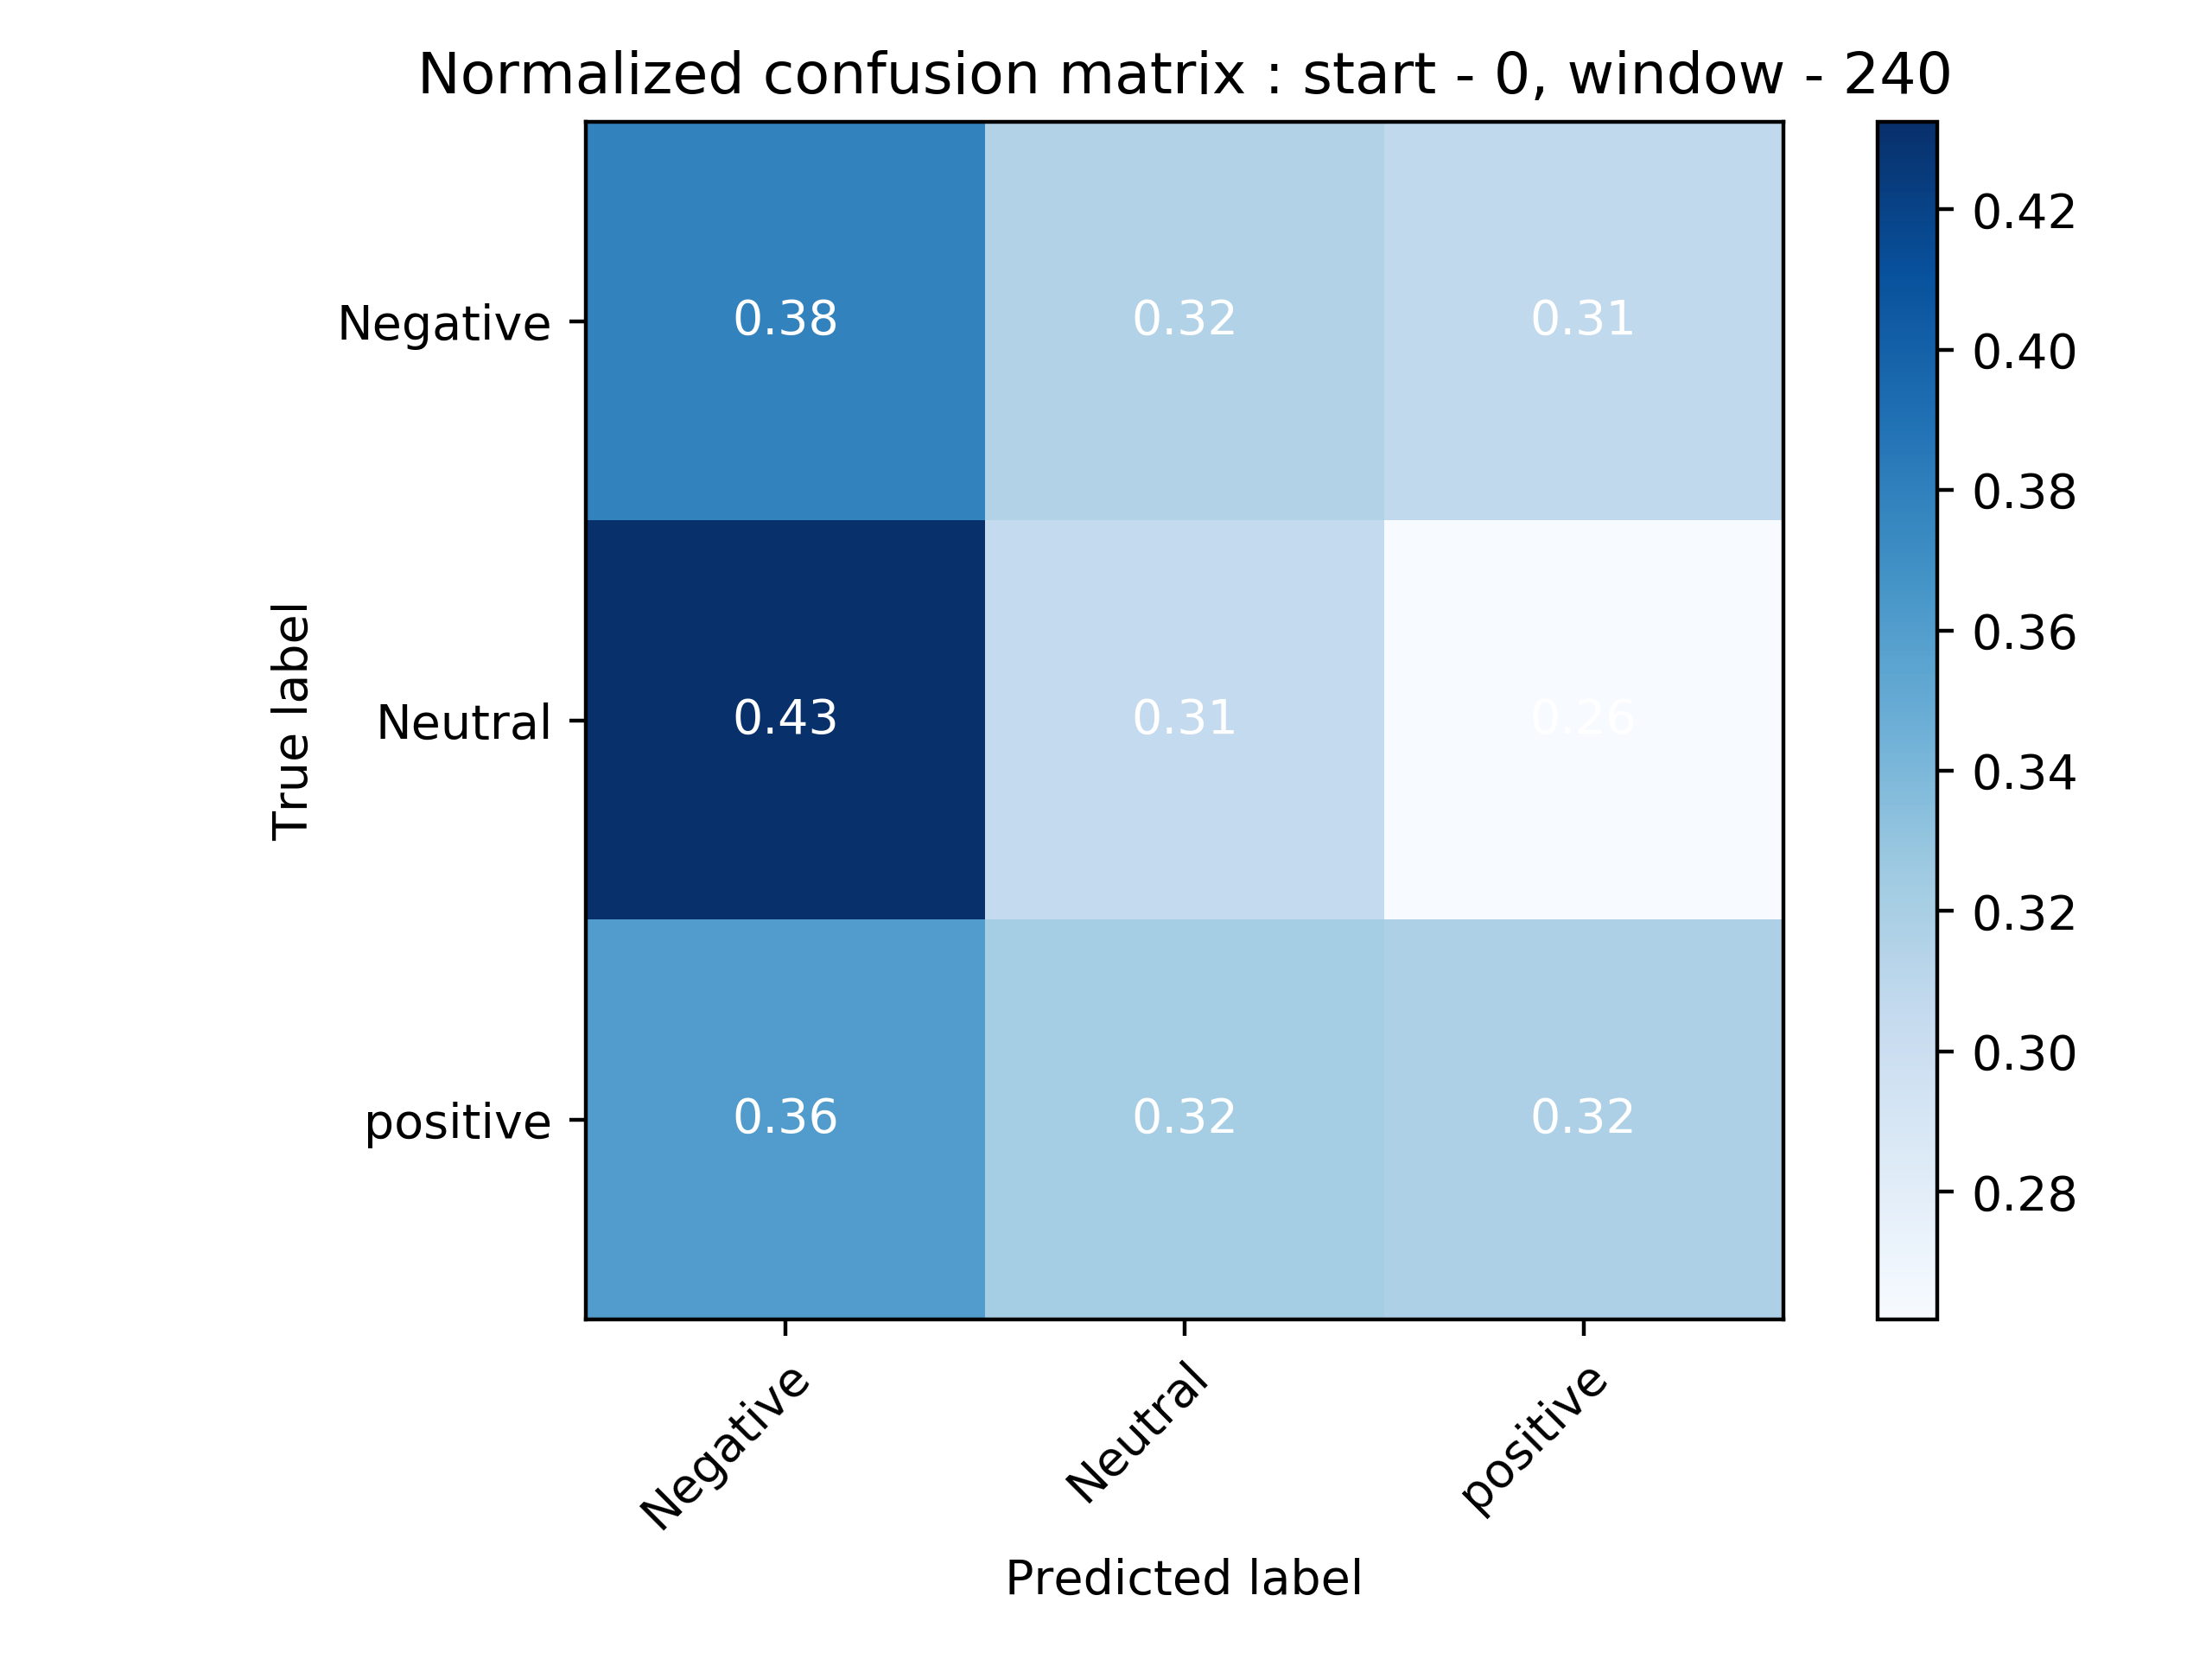 Normalized confusion matrix : start - 0, window - 240
True label
Negative
0.38
0.32
0.31
Neutral
0.43
0.31
0.26
positive
0.36
0.32
0.32
Negative
Neutral
positive
Predicted label
0.42
0.40
0.38
0.36
0.34
0.32
0.30
0.28